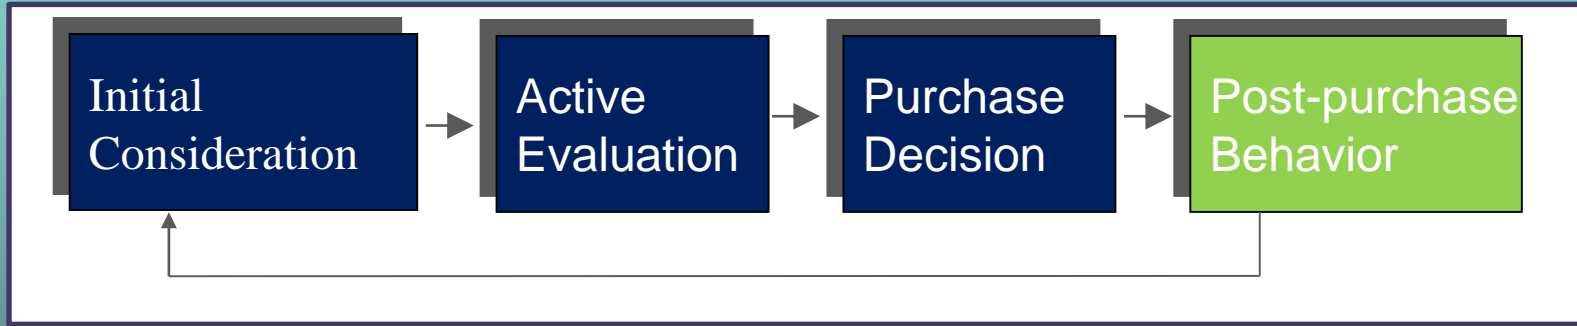 Initial
Consideration
Active
Evaluation
Purchase
Decision
Post-purchase
Behavior